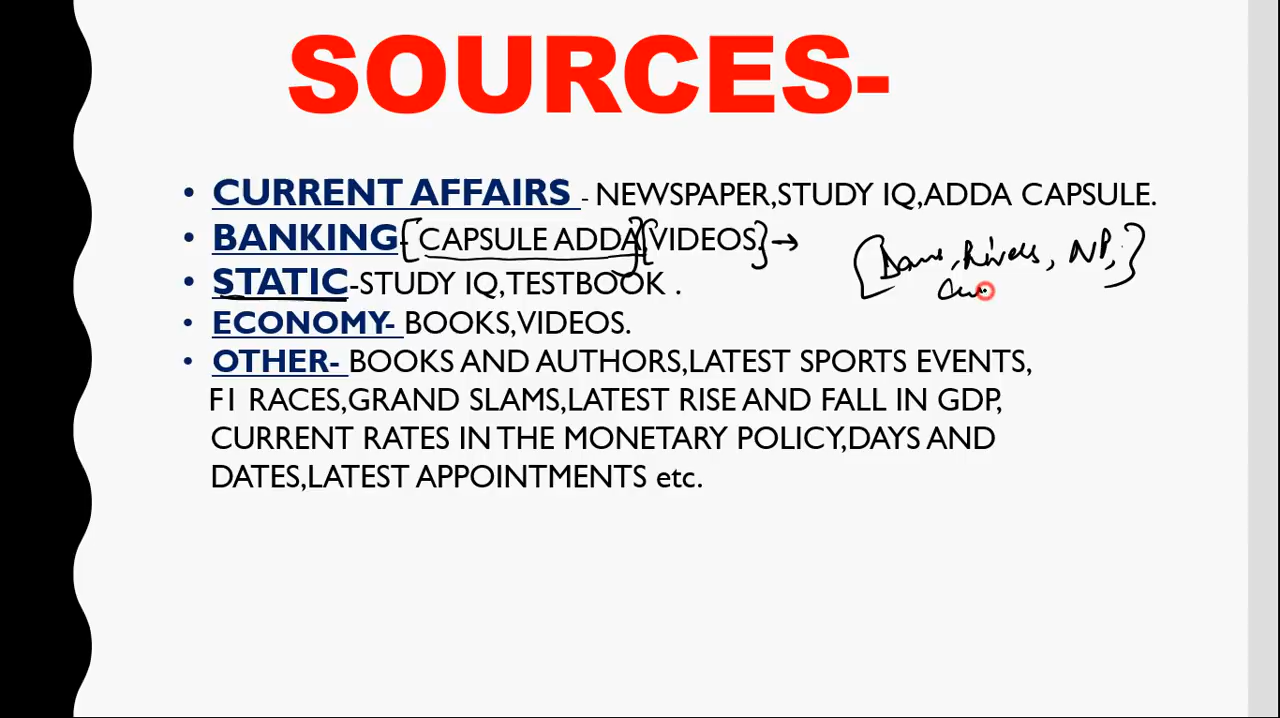 SOURCES-
• CURRENT AFFAIRS - NEWSPAPER,STUDY IQ,ADDA CAPSULE.
• BANKING-[CAPSULE ADDA][VIDEOS.] →
[Dams, Rivers, NP, ]
• STATIC-STUDY IQ,TESTBOOK .
• ECONOMY- BOOKS,VIDEOS.
• OTHER- BOOKS AND AUTHORS,LATEST SPORTS EVENTS,
F1 RACES,GRAND SLAMS,LATEST RISE AND FALL IN GDP,
CURRENT RATES IN THE MONETARY POLICY,DAYS AND
DATES,LATEST APPOINTMENTS etc.